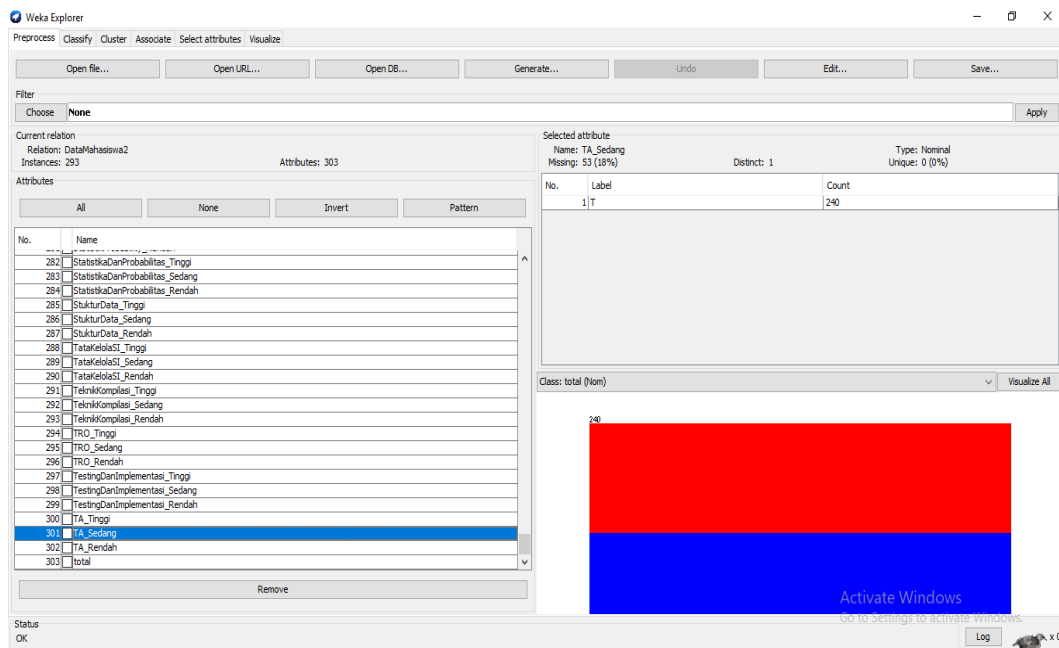 Weka Explorer
Preprocess Classify Cluster Associate Select attributes Visualize
Open file... Open URL... Open DB... Generate... Undo Edit... Save...
Filter
Choose None Apply
Current relation
Relation: DataMahasiswa2
Instances: 293 Attributes: 303
Attributes
All None Invert Pattern
No. Name
282 StatistikaDanProbabilitas_Tinggi
283 StatistikaDanProbabilitas_Sedang
284 StatistikaDanProbabilitas_Rendah
285 StukturData_Tinggi
286 StukturData_Sedang
287 StukturData_Rendah
288 TataKelolaSI_Tinggi
289 TataKelolaSI_Sedang
290 TataKelolaSI_Rendah
291 TeknikKompilasi_Tinggi
292 TeknikKompilasi_Sedang
293 TeknikKompilasi_Rendah
294 TRO_Tinggi
295 TRO_Sedang
296 TRO_Rendah
297 TestingDanImplementasi_Tinggi
298 TestingDanImplementasi_Sedang
299 TestingDanImplementasi_Rendah
300 TA_Tinggi
301 TA_Sedang
302 TA_Rendah
303 total
Remove
Selected attribute
Name: TA_Sedang Type: Nominal
Missing: 53 (18%) Distinct: 1 Unique: 0 (0%)
No. Label Count
1 T 240
Class: total (Nom) Visualize All
240
Activate Windows
Go to Settings to activate Windows.
Status
OK
Log x 0